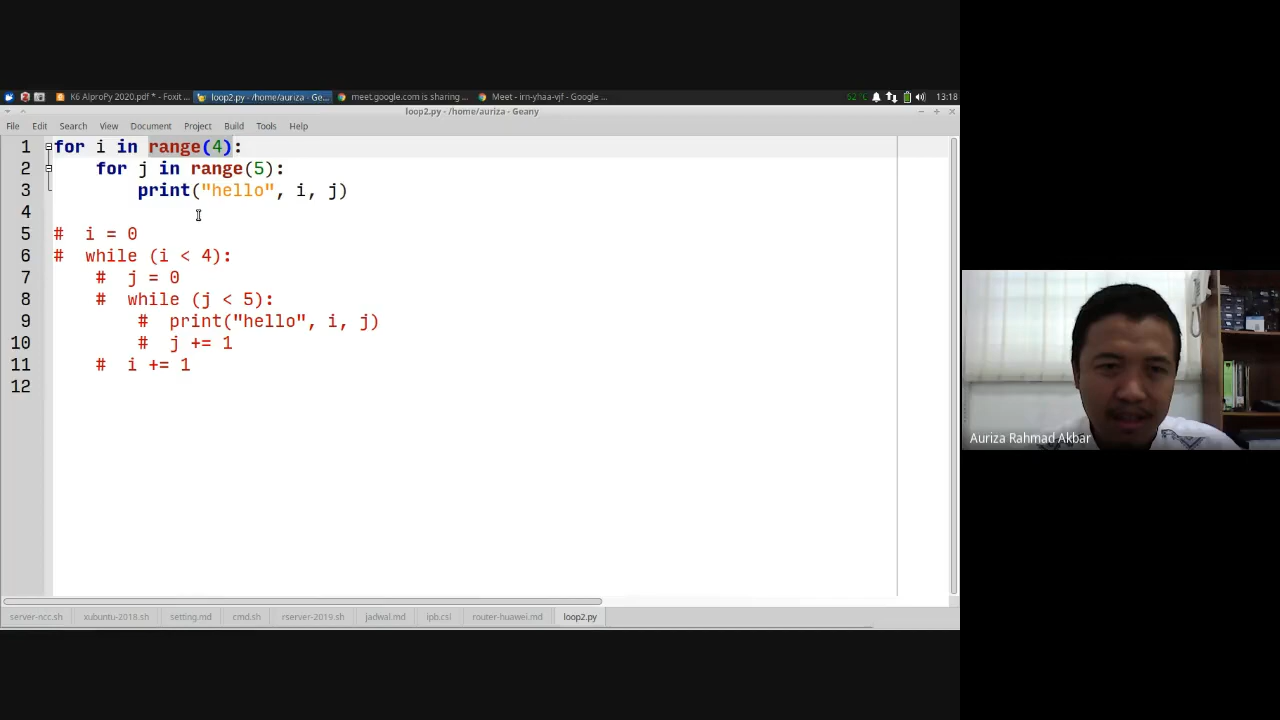 K6 AlproPy 2020.pdf * - Foxit ...
loop2.py - /home/auriza - Ge...
meet.google.com is sharing ...
Meet - irn-yhaa-vjf - Google ...
52 °C
13:18
loop2.py - /home/auriza - Geany
File Edit Search View Document Project Build Tools Help
1 for i in range(4):
2     for j in range(5):
3         print("hello", i, j)
4
5 #  i = 0
6 #  while (i < 4):
7     #  j = 0
8     #  while (j < 5):
9         #  print("hello", i, j)
10         #  j += 1
11     #  i += 1
12
Auriza Rahmad Akbar
server-ncc.sh xubuntu-2018.sh setting.md cmd.sh rserver-2019.sh jadwal.md ipb.csl router-huawei.md loop2.py